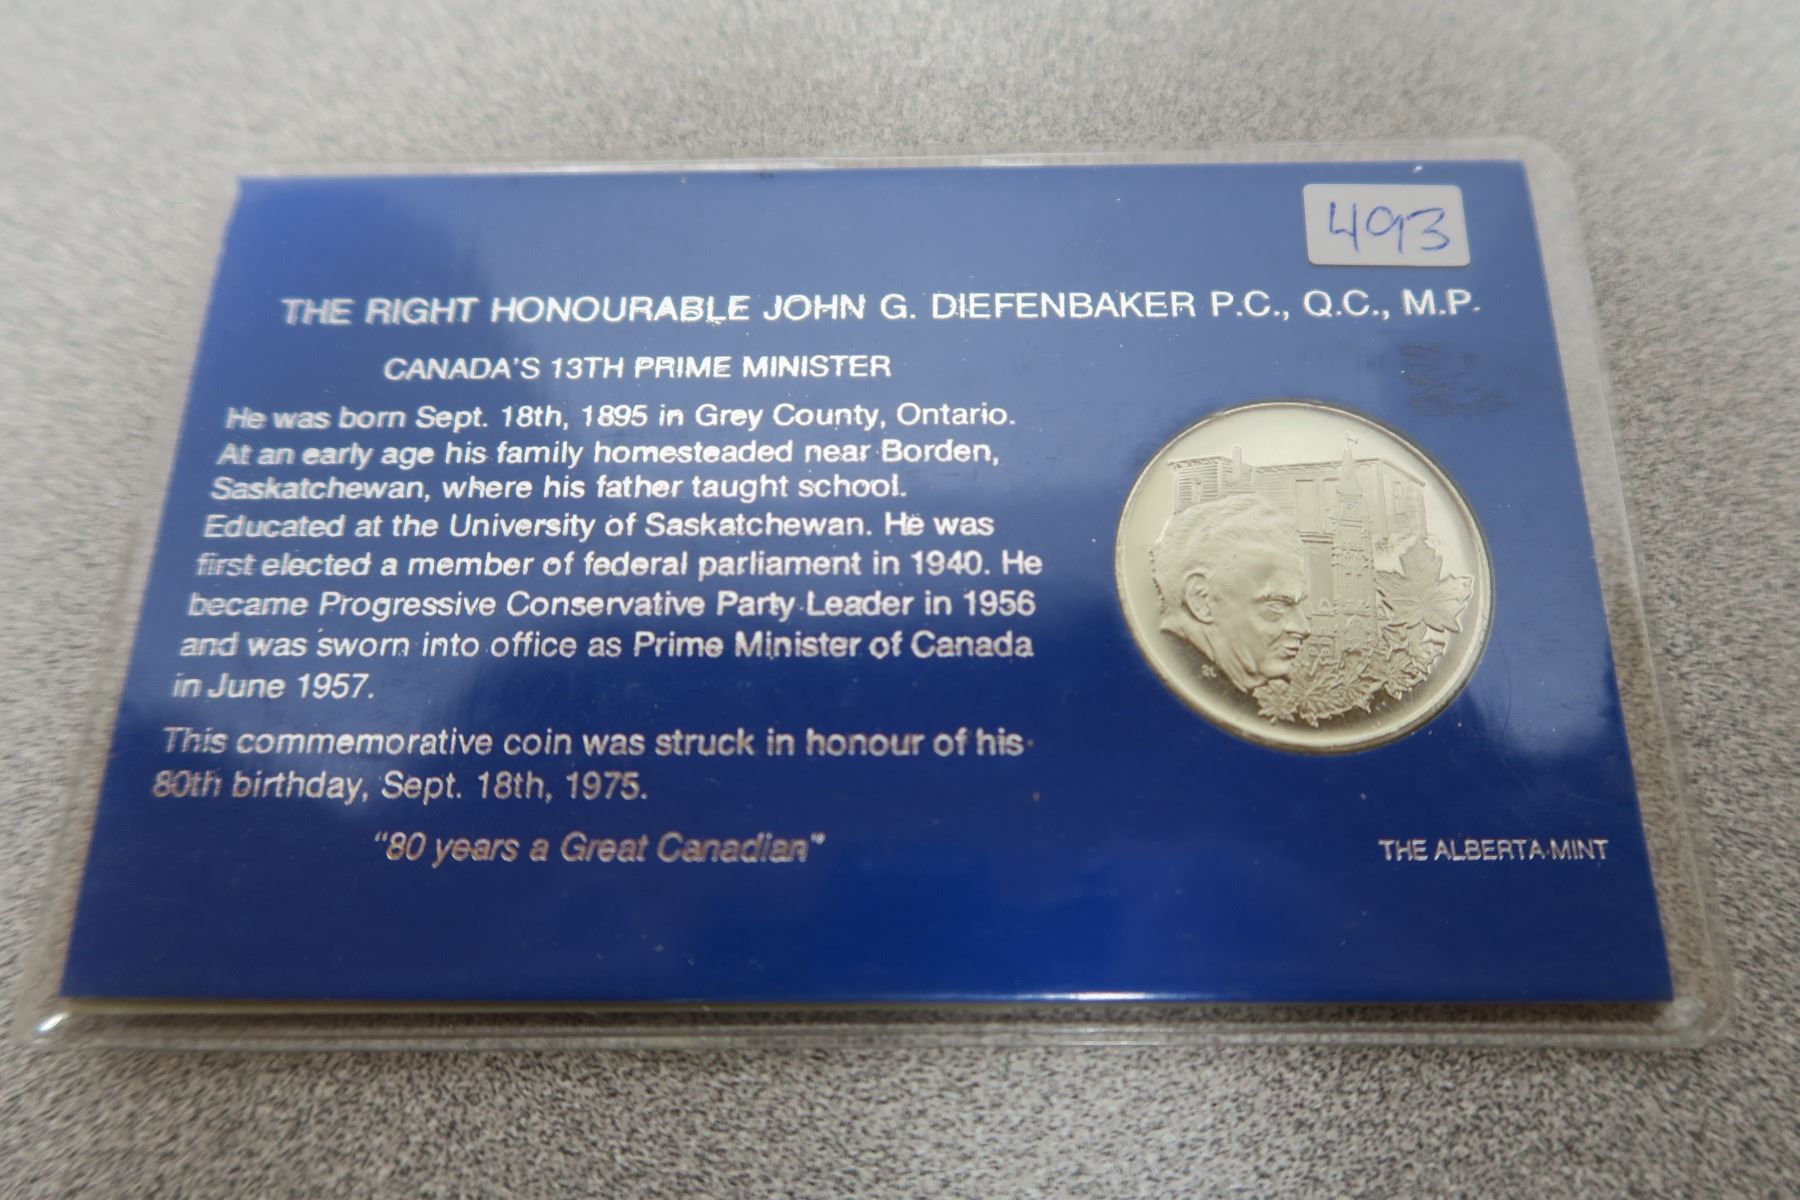 493
THE RIGHT HONOURABLE JOHN G. DIEFENBAKER P.C., Q.C., M.P.
CANADA'S 13TH PRIME MINISTER
He was born Sept. 18th, 1895 in Grey County, Ontario.
At an early age his family homesteaded near Borden,
Saskatchewan, where his father taught school.
Educated at the University of Saskatchewan. He was
first elected a member of federal parliament in 1940. He
became Progressive Conservative Party Leader in 1956
and was sworn into office as Prime Minister of Canada
in June 1957.
This commemorative coin was struck in honour of his
80th birthday, Sept. 18th, 1975.
"80 years a Great Canadian"
THE ALBERTA MINT